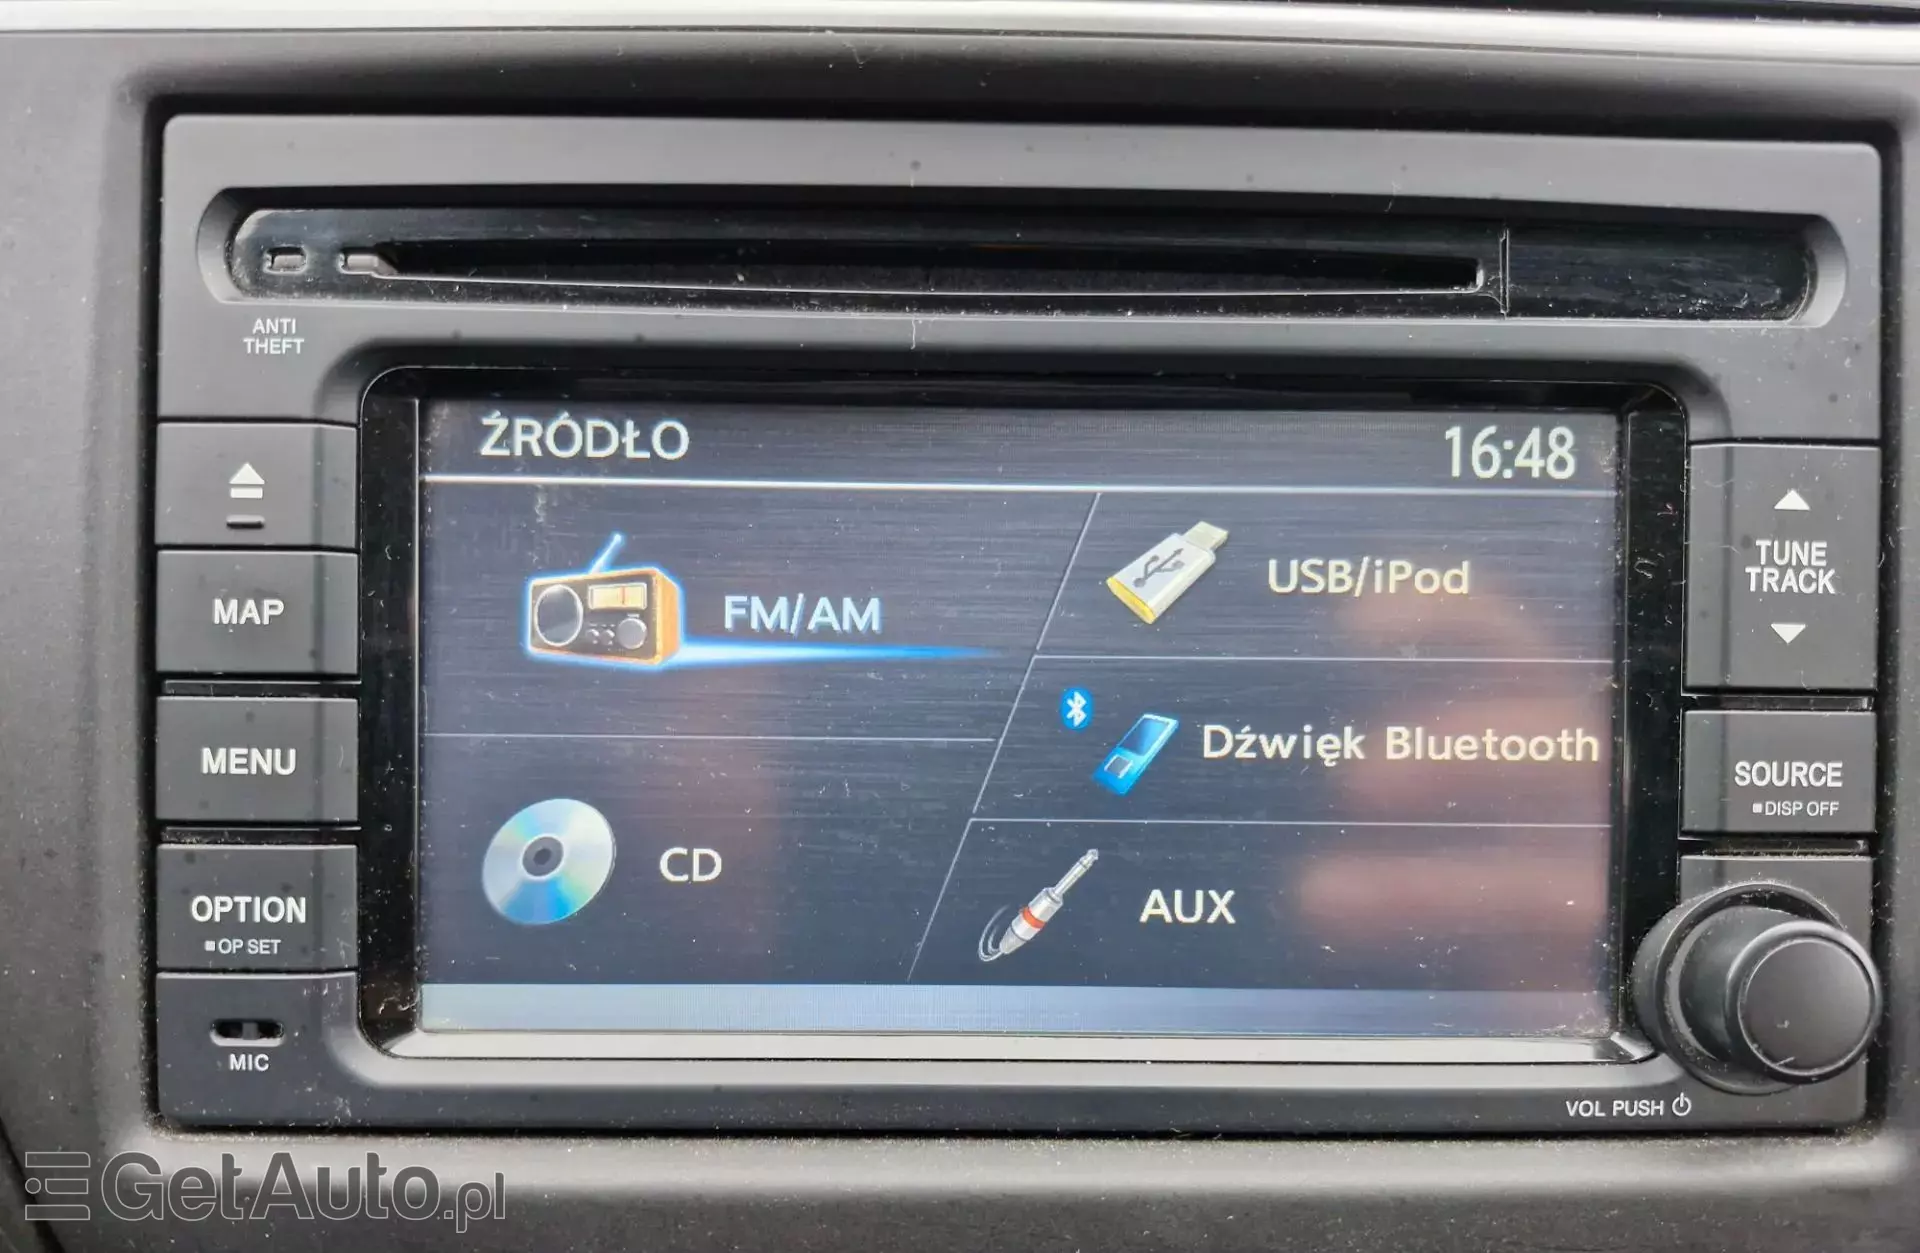 ANTI
THEFT
ŹRÓDŁO
16:48
FM/AM
USB/iPod
Dźwięk Bluetooth
CD
AUX
MAP
MENU
OPTION
OP SET
MIC
TUNE
TRACK
SOURCE
DISP OFF
VOL PUSH
GetAuto.pl